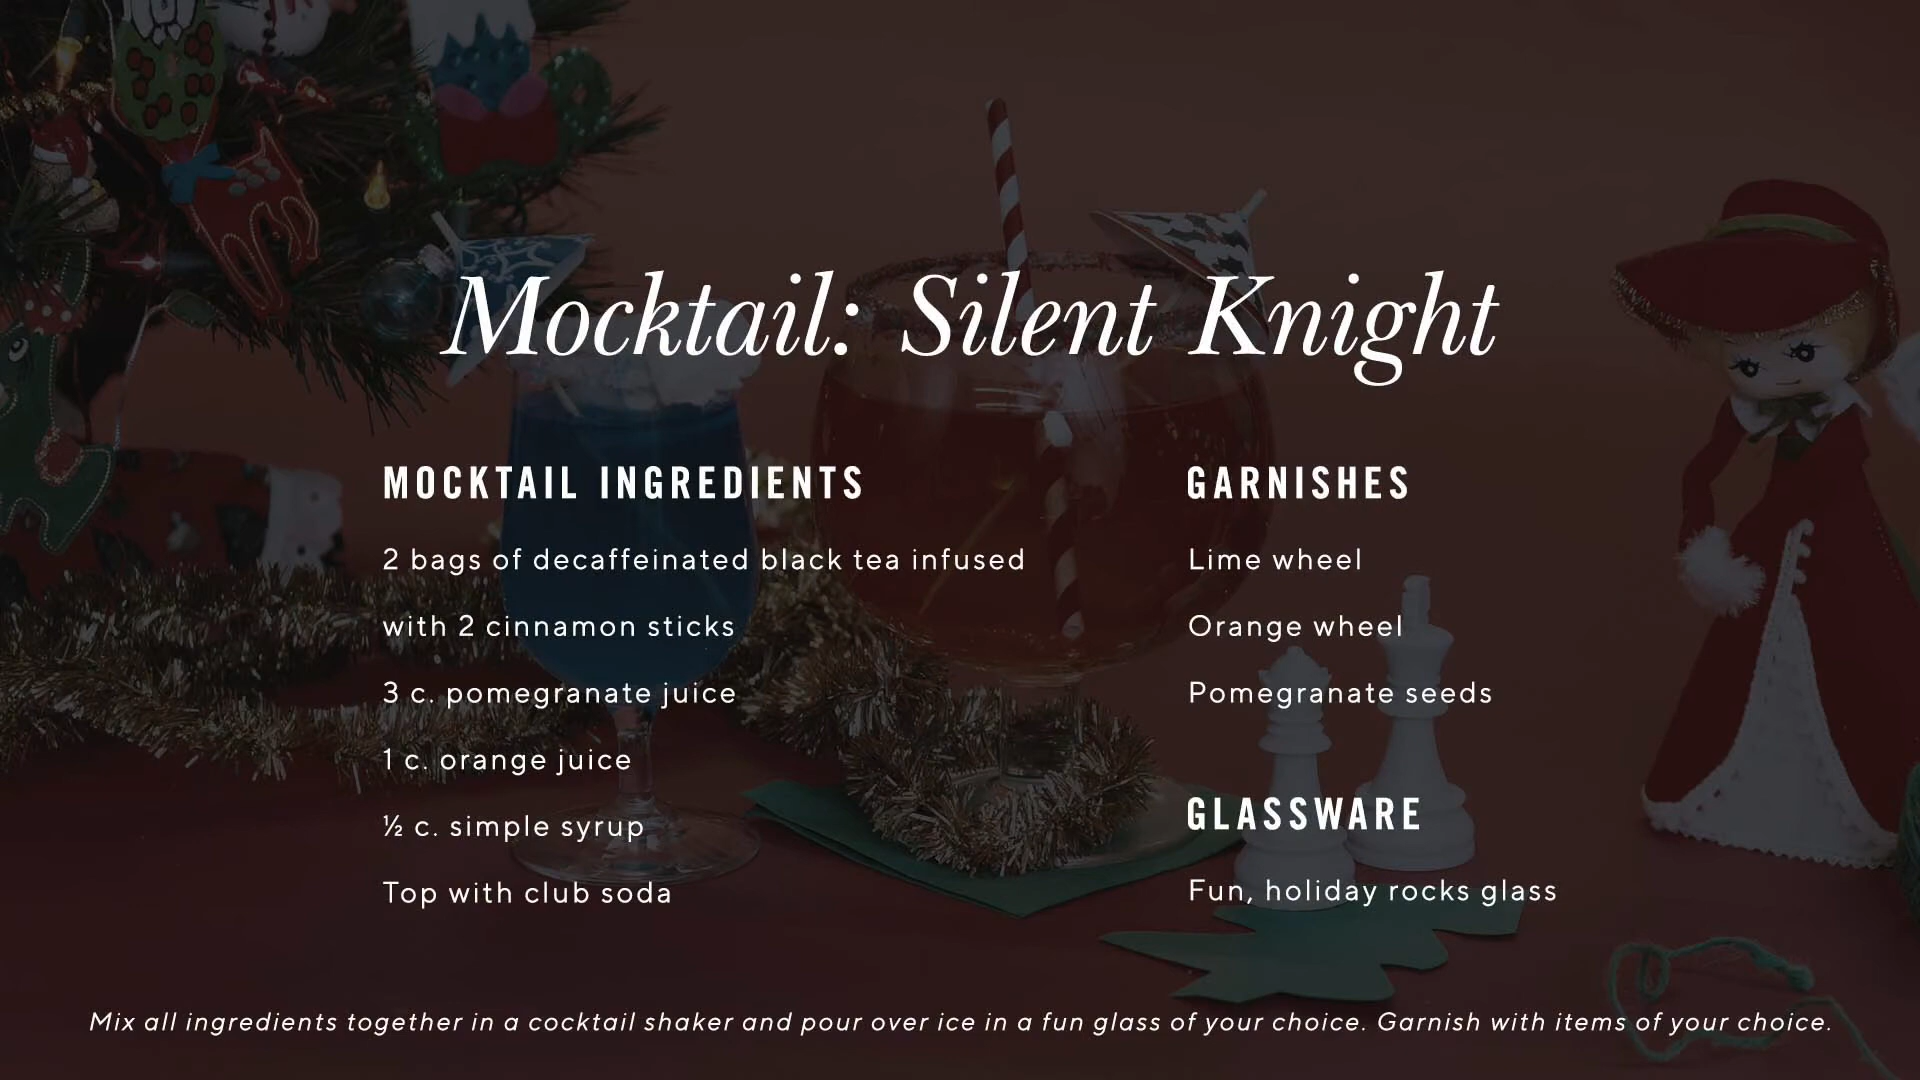 Mocktail: Silent Knight
MOCKTAIL INGREDIENTS
2 bags of decaffeinated black tea infused
with 2 cinnamon sticks
3 c. pomegranate juice
1 c. orange juice
½ c. simple syrup
Top with club soda
GARNISHES
Lime wheel
Orange wheel
Pomegranate seeds
GLASSWARE
Fun, holiday rocks glass
Mix all ingredients together in a cocktail shaker and pour over ice in a fun glass of your choice. Garnish with items of your choice.